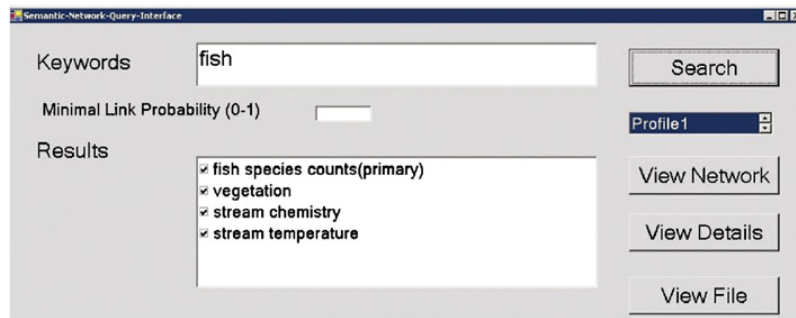 Semantic-Network-Query-Interface
Keywords
fish
Search
Minimal Link Probability (0-1)
Profile1
Results
fish species counts(primary)
vegetation
stream chemistry
stream temperature
View Network
View Details
View File